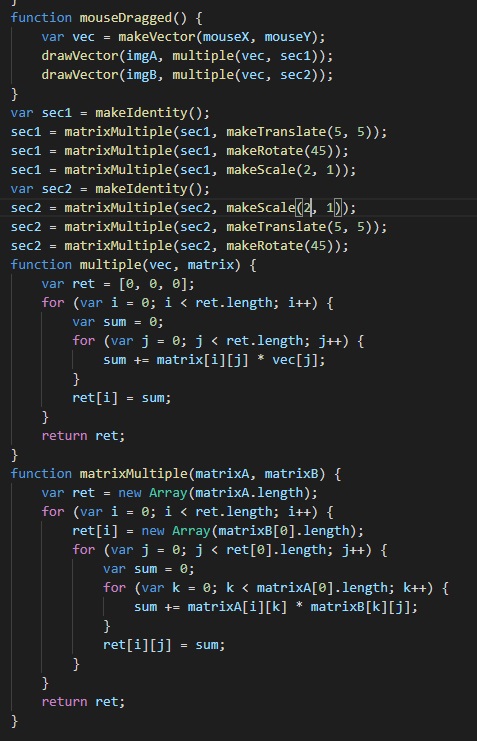 }
function mouseDragged() {
    var vec = makeVector(mouseX, mouseY);
    drawVector(imgA, multiple(vec, sec1));
    drawVector(imgB, multiple(vec, sec2));
}
var sec1 = makeIdentity();
sec1 = matrixMultiple(sec1, makeTranslate(5, 5));
sec1 = matrixMultiple(sec1, makeRotate(45));
sec1 = matrixMultiple(sec1, makeScale(2, 1));
var sec2 = makeIdentity();
sec2 = matrixMultiple(sec2, makeScale(2, 1));
sec2 = matrixMultiple(sec2, makeTranslate(5, 5));
sec2 = matrixMultiple(sec2, makeRotate(45));
function multiple(vec, matrix) {
    var ret = [0, 0, 0];
    for (var i = 0; i < ret.length; i++) {
        var sum = 0;
        for (var j = 0; j < ret.length; j++) {
            sum += matrix[i][j] * vec[j];
        }
        ret[i] = sum;
    }
    return ret;
}
function matrixMultiple(matrixA, matrixB) {
    var ret = new Array(matrixA.length);
    for (var i = 0; i < ret.length; i++) {
        ret[i] = new Array(matrixB[0].length);
        for (var j = 0; j < ret[0].length; j++) {
            var sum = 0;
            for (var k = 0; k < matrixA[0].length; k++) {
                sum += matrixA[i][k] * matrixB[k][j];
            }
            ret[i][j] = sum;
        }
    }
    return ret;
}